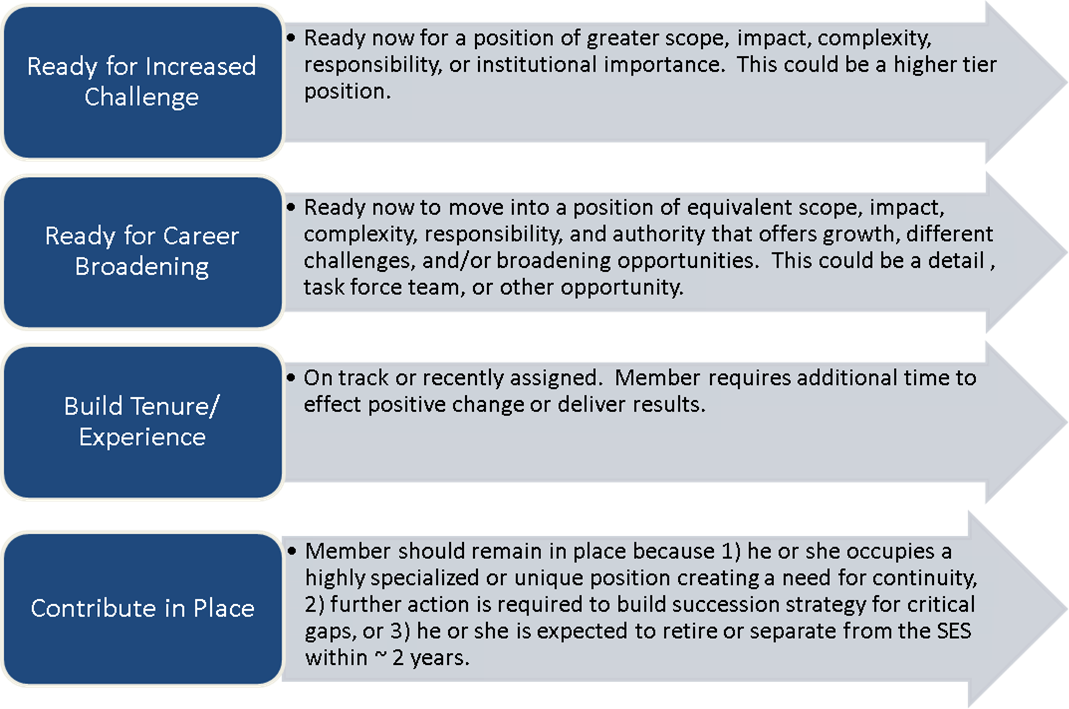 Ready for Increased
Challenge
• Ready now for a position of greater scope, impact, complexity,
responsibility, or institutional importance.  This could be a higher tier
position.
Ready for Career
Broadening
• Ready now to move into a position of equivalent scope, impact,
complexity, responsibility, and authority that offers growth, different
challenges, and/or broadening opportunities.  This could be a detail ,
task force team, or other opportunity.
Build Tenure/
Experience
• On track or recently assigned.  Member requires additional time to
effect positive change or deliver results.
Contribute in Place
• Member should remain in place because 1) he or she occupies a
highly specialized or unique position creating a need for continuity,
2) further action is required to build succession strategy for critical
gaps, or 3) he or she is expected to retire or separate from the SES
within ~ 2 years.